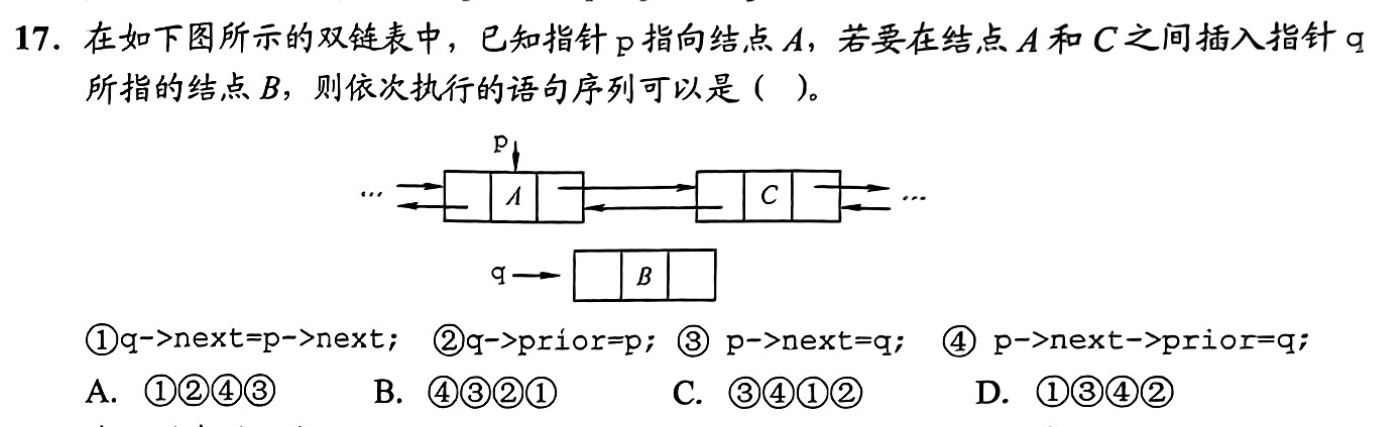 17. 在如下图所示的双链表中，已知指针 p 指向结点 A，若要在结点 A 和 C 之间插入指针 q
所指的结点 B，则依次执行的语句序列可以是（ ）。
p
… A C …
q B
①q->next=p->next; ②q->prior=p; ③ p->next=q; ④ p->next->prior=q;
A. ①②④③ B. ④③②① C. ③④①② D. ①③④②